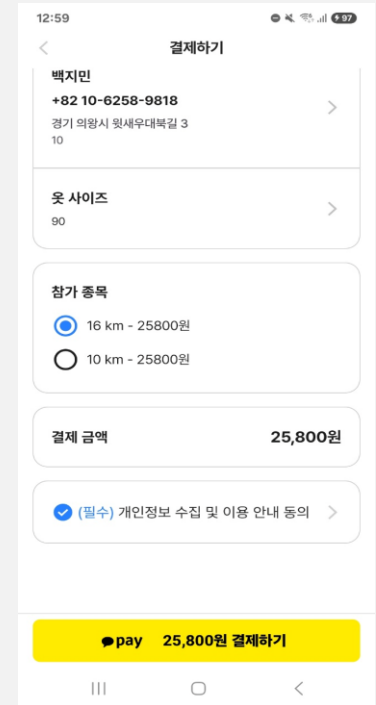 12:59
97
결제하기
백지민
+82 10-6258-9818
경기 의왕시 윗새우대북길 3
10
옷 사이즈
90
참가 종목
16 km - 25800원
10 km - 25800원
결제 금액 25,800원
(필수) 개인정보 수집 및 이용 안내 동의
pay 25,800원 결제하기